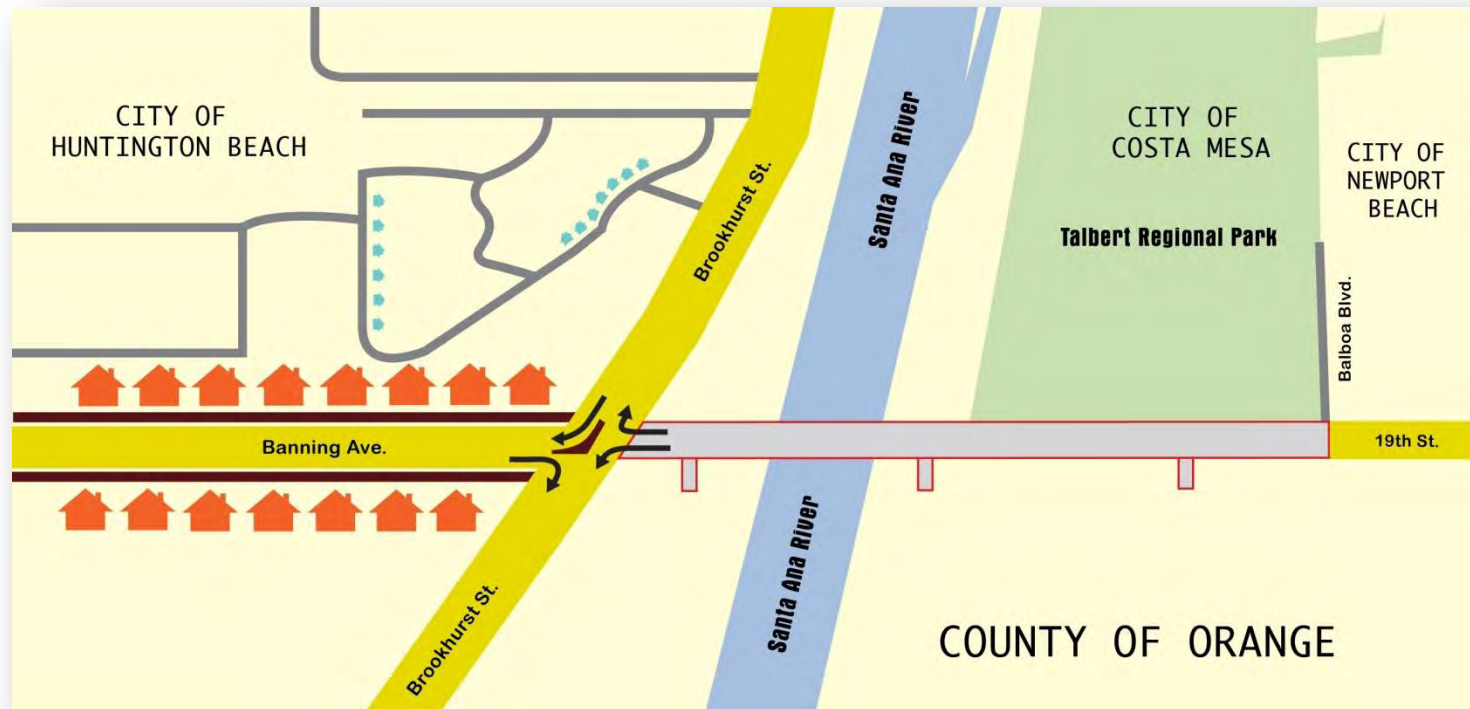 CITY OF
HUNTINGTON BEACH
Brookhurst St.
Santa Ana River
CITY OF
COSTA MESA
Talbert Regional Park
CITY OF
NEWPORT
BEACH
Balboa Blvd.
Banning Ave.
19th St.
Brookhurst St.
Santa Ana River
COUNTY OF ORANGE